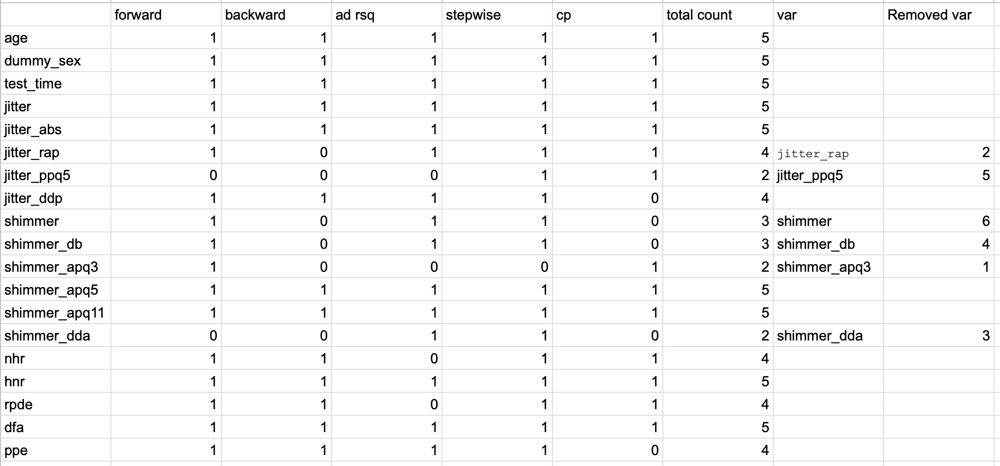 forward backward ad rsq stepwise cp total count var Removed var
age 1 1 1 1 1 5
dummy_sex 1 1 1 1 1 5
test_time 1 1 1 1 1 5
jitter 1 1 1 1 1 5
jitter_abs 1 1 1 1 1 5
jitter_rap 1 0 1 1 1 4 jitter_rap 2
jitter_ppq5 0 0 0 1 1 2 jitter_ppq5 5
jitter_ddp 1 1 1 1 0 4
shimmer 1 0 1 1 0 3 shimmer 6
shimmer_db 1 0 1 1 0 3 shimmer_db 4
shimmer_apq3 1 0 0 0 1 2 shimmer_apq3 1
shimmer_apq5 1 1 1 1 1 5
shimmer_apq11 1 1 1 1 1 5
shimmer_dda 0 0 1 1 0 2 shimmer_dda 3
nhr 1 1 0 1 1 4
hnr 1 1 1 1 1 5
rpde 1 1 0 1 1 4
dfa 1 1 1 1 1 5
ppe 1 1 1 1 0 4